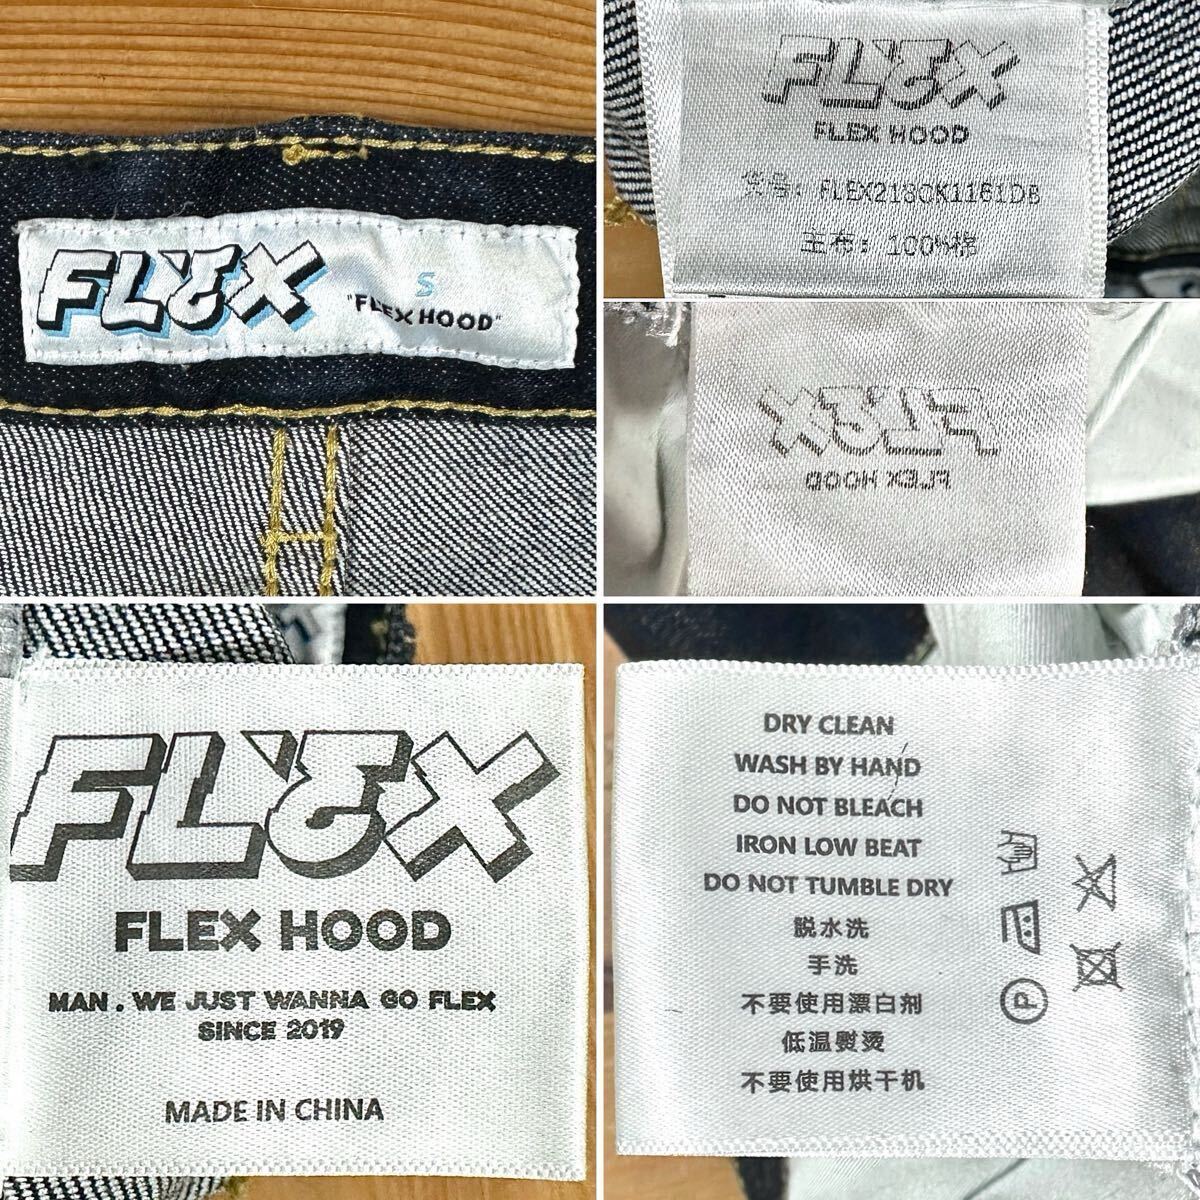 FLEX
S
"FLEX HOOD"
FLEX
FLEX HOOD
货号: FLEX218OK1161DB
主布: 100%棉
FLEX
FLEX HOOD
FLEX
FLEX HOOD
MAN . WE JUST WANNA GO FLEX
SINCE 2019
MADE IN CHINA
DRY CLEAN
WASH BY HAND
DO NOT BLEACH
IRON LOW BEAT
DO NOT TUMBLE DRY
脱水洗
手洗
不要使用漂白剂
低温熨烫
不要使用烘干机
P